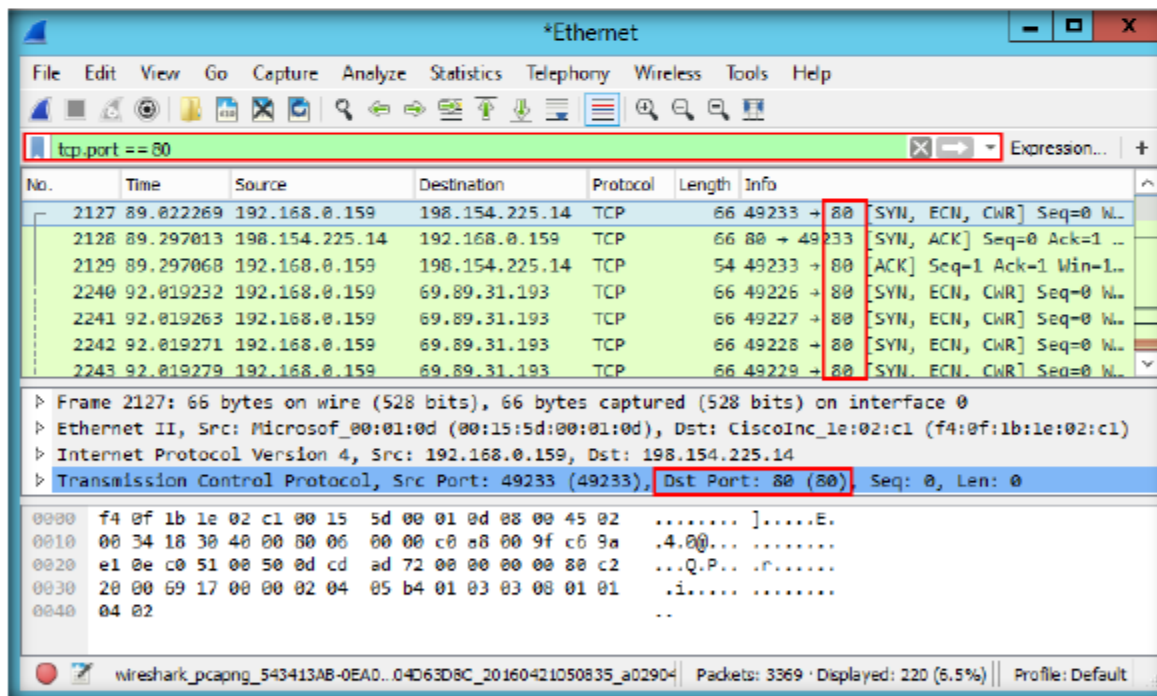 *Ethernet
File Edit View Go Capture Analyze Statistics Telephony Wireless Tools Help
tcp.port == 80 Expression... +
No. Time Source Destination Protocol Length Info
2127 89.022269 192.168.0.159 198.154.225.14 TCP 66 49233 → 80 [SYN, ECN, CWR] Seq=0 W…
2128 89.297013 198.154.225.14 192.168.0.159 TCP 66 80 → 49233 [SYN, ACK] Seq=0 Ack=1 …
2129 89.297068 192.168.0.159 198.154.225.14 TCP 54 49233 → 80 [ACK] Seq=1 Ack=1 Win=1…
2240 92.019232 192.168.0.159 69.89.31.193 TCP 66 49226 → 80 [SYN, ECN, CWR] Seq=0 W…
2241 92.019263 192.168.0.159 69.89.31.193 TCP 66 49227 → 80 [SYN, ECN, CWR] Seq=0 W…
2242 92.019271 192.168.0.159 69.89.31.193 TCP 66 49228 → 80 [SYN, ECN, CWR] Seq=0 W…
2243 92.019279 192.168.0.159 69.89.31.193 TCP 66 49229 → 80 [SYN, ECN, CWR] Seq=0 W…
Frame 2127: 66 bytes on wire (528 bits), 66 bytes captured (528 bits) on interface 0
Ethernet II, Src: Microsof_00:01:0d (00:15:5d:00:01:0d), Dst: CiscoInc_1e:02:c1 (f4:0f:1b:1e:02:c1)
Internet Protocol Version 4, Src: 192.168.0.159, Dst: 198.154.225.14
Transmission Control Protocol, Src Port: 49233 (49233), Dst Port: 80 (80), Seq: 0, Len: 0
0000 f4 0f 1b 1e 02 c1 00 15 5d 00 01 0d 08 00 45 02 ........ ].....E.
0010 00 34 18 30 40 00 80 06 00 00 c0 a8 00 9f c6 9a .4.0@... ........
0020 e1 0e c0 51 00 50 0d cd ad 72 00 00 00 00 80 c2 ...Q.P.. .r......
0030 20 00 69 17 00 00 02 04 05 b4 01 03 03 08 01 01 .i..... ........
0040 04 02 ..
wireshark_pcapng_543413AB-0EA0...04D63D8C_20160421050835_a02904 Packets: 3369 · Displayed: 220 (6.5%) Profile: Default